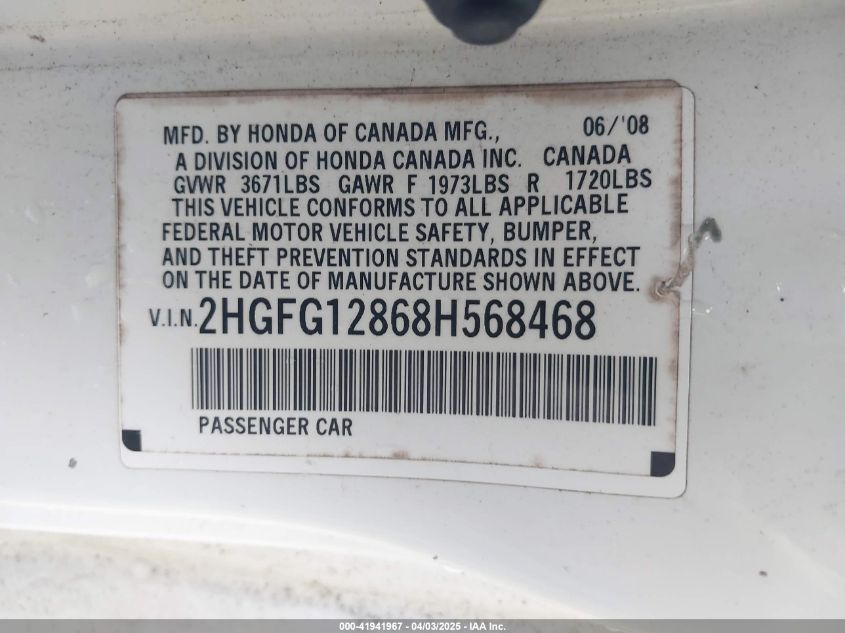 MFD. BY HONDA OF CANADA MFG., 06/'08
A DIVISION OF HONDA CANADA INC. CANADA
GVWR 3671LBS GAWR F 1973LBS R 1720LBS
THIS VEHICLE CONFORMS TO ALL APPLICABLE
FEDERAL MOTOR VEHICLE SAFETY, BUMPER,
AND THEFT PREVENTION STANDARDS IN EFFECT
ON THE DATE OF MANUFACTURE SHOWN ABOVE.
V.I.N. 2HGFG12868H568468
PASSENGER CAR
000-41941967 - 04/03/2025 - IAAI.com